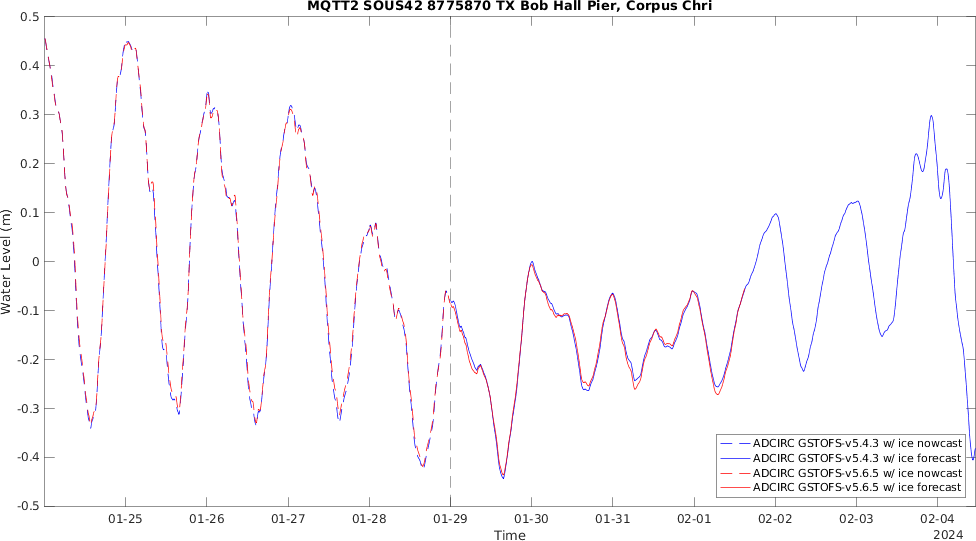 MQTT2 SOUS42 8775870 TX Bob Hall Pier, Corpus Chri
0.5
0.4
0.3
0.2
0.1
0
-0.1
-0.2
-0.3
-0.4
-0.5
Water Level (m)
ADCIRC GSTOFS-v5.4.3 w/ ice nowcast
ADCIRC GSTOFS-v5.4.3 w/ ice forecast
ADCIRC GSTOFS-v5.6.5 w/ ice nowcast
ADCIRC GSTOFS-v5.6.5 w/ ice forecast
01-25 01-26 01-27 01-28 01-29 01-30 01-31 02-01 02-02 02-03 02-04
Time
2024